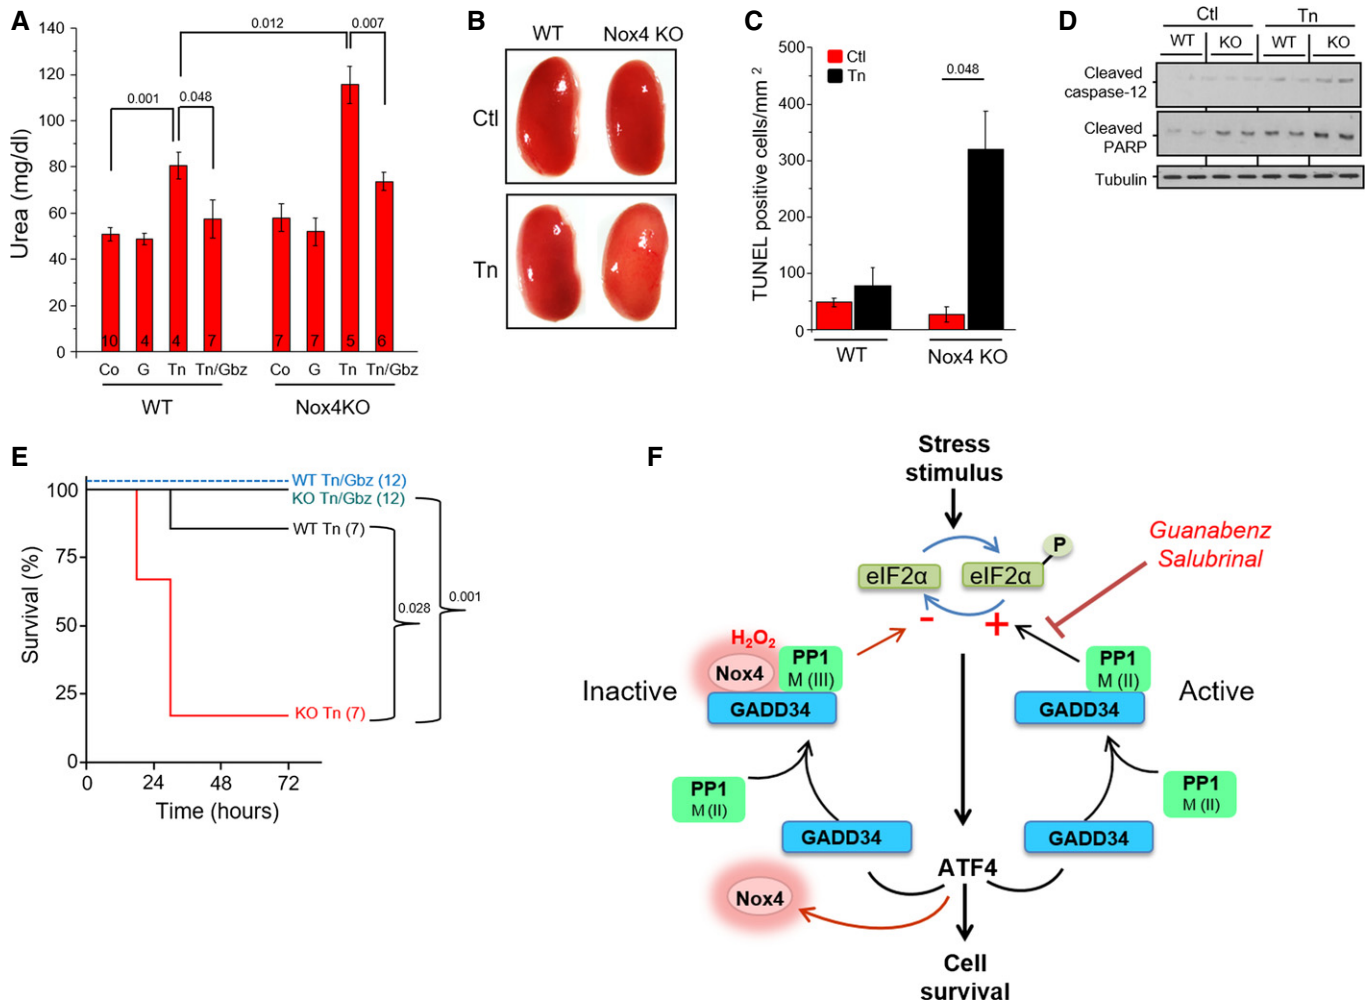 A
Urea (mg/dl)
140
120
100
80
60
40
20
0
0.012
0.007
0.001
0.048
10
4
4
7
7
7
5
6
Co G Tn Tn/Gbz
Co G Tn Tn/Gbz
WT
Nox4KO
B
WT Nox4 KO
Ctl
Tn
C
TUNEL positive cells/mm 2
500
400
300
200
100
0
Ctl
Tn
0.048
WT
Nox4 KO
D
Ctl Tn
WT KO WT KO
Cleaved
caspase-12
Cleaved
PARP
Tubulin
E
Survival (%)
100
75
50
25
0
0 24 48 72
Time (hours)
WT Tn/Gbz (12)
KO Tn/Gbz (12)
WT Tn (7)
KO Tn (7)
0.028
0.001
F
Stress
stimulus
eIF2α
eIF2α
P
Guanabenz
Salubrinal
-
+
Inactive
H2O2
Nox4
PP1
M (III)
GADD34
PP1
M (II)
GADD34
Active
PP1
M (II)
PP1
M (II)
GADD34
GADD34
Nox4
ATF4
Cell
survival